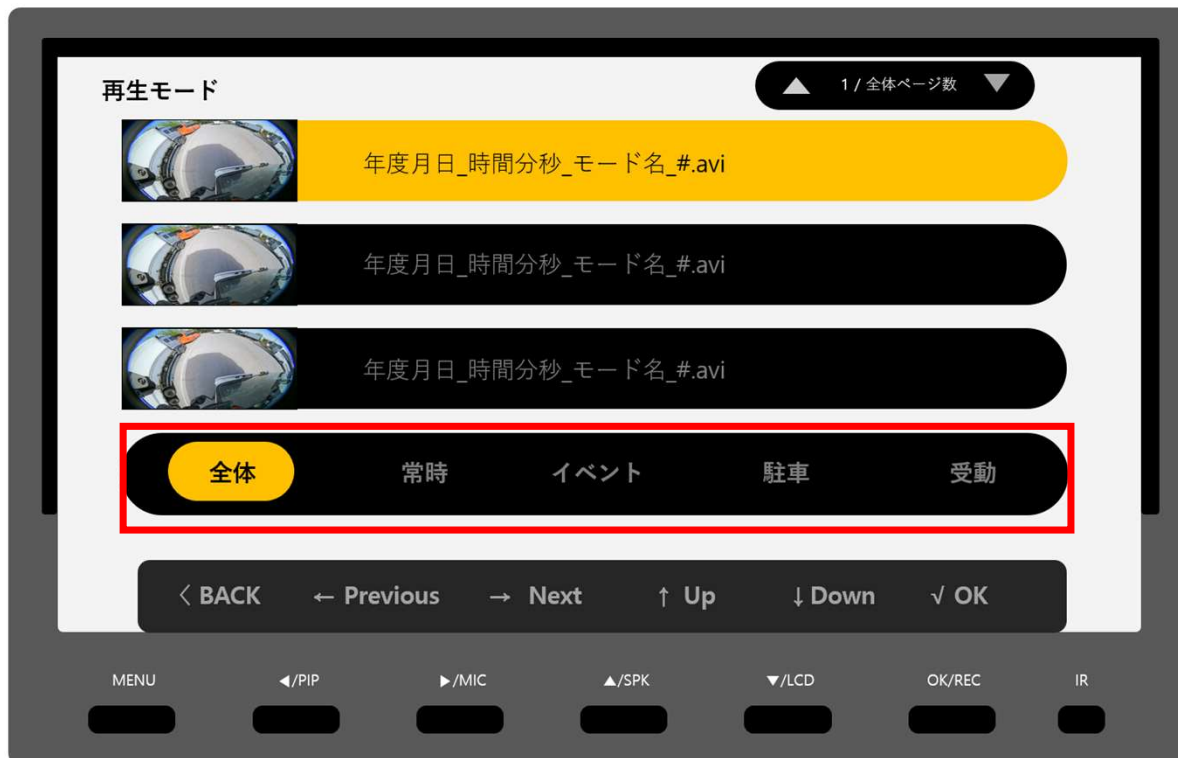 再生モード
▲ 1 / 全体ページ数 ▼
年度月日_時間分秒_モード名_#.avi
年度月日_時間分秒_モード名_#.avi
年度月日_時間分秒_モード名_#.avi
全体 常時 イベント 駐車 受動
〈 BACK ← Previous → Next ↑ Up ↓ Down √ OK
MENU ◀/PIP ▶/MIC ▲/SPK ▼/LCD OK/REC IR